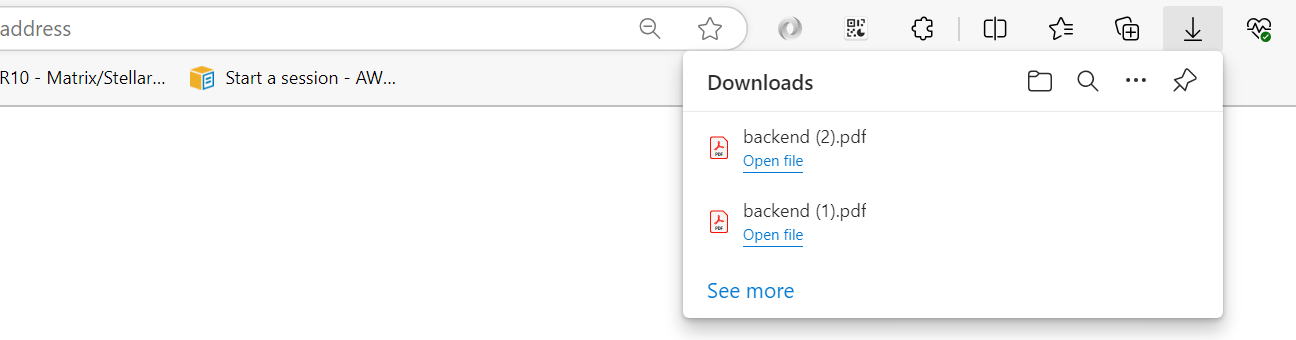 address
R10 - Matrix/Stellar...
Start a session - AW...
Downloads
backend (2).pdf
Open file
backend (1).pdf
Open file
See more